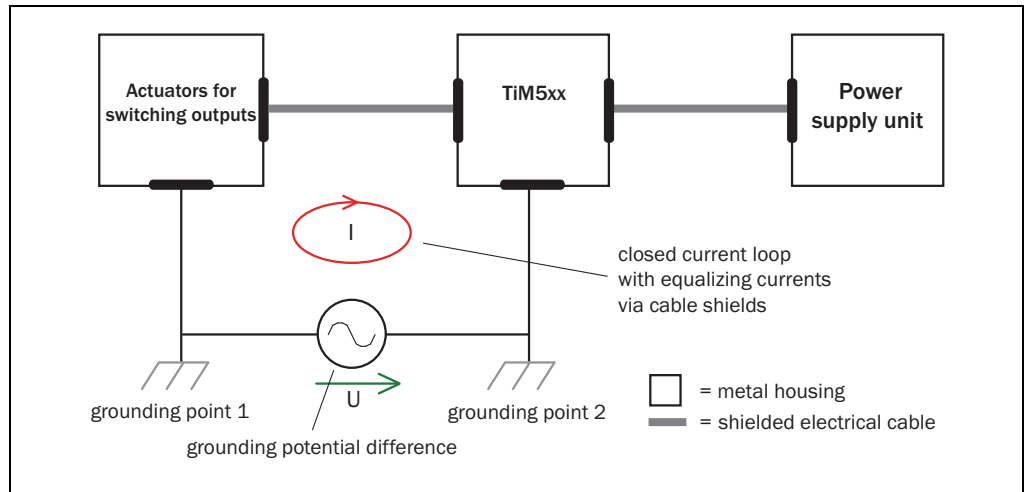 Actuators for
switching outputs
TiM5xx
Power
supply unit
I
closed current loop
with equalizing currents
via cable shields
U
grounding point 1
grounding point 2
grounding potential difference
= metal housing
= shielded electrical cable